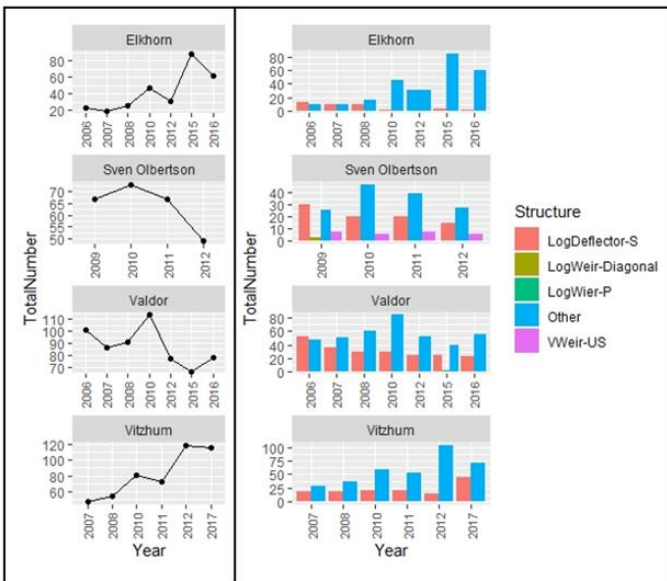 Elkhorn
80
60
40
20
2006 2007 2008 2010 2012 2015 2016
Sven Olbertson
70
65
60
55
50
2009 2010 2011 2012
Valdor
110
100
90
80
70
2006 2007 2008 2010 2012 2015 2016
Vitzhum
120
100
80
60
2007 2008 2010 2011 2012 2017
TotalNumber
Year
Elkhorn
80
60
40
20
0
2006 2007 2008 2010 2012 2015 2016
Sven Olbertson
40
30
20
10
0
2009 2010 2011 2012
Valdor
80
60
40
20
0
2006 2007 2008 2010 2012 2015 2016
Vitzhum
100
75
50
25
0
2007 2008 2010 2011 2012 2017
TotalNumber
Year
Structure
LogDeflector-S
LogWeir-Diagonal
LogWier-P
Other
VWeir-US